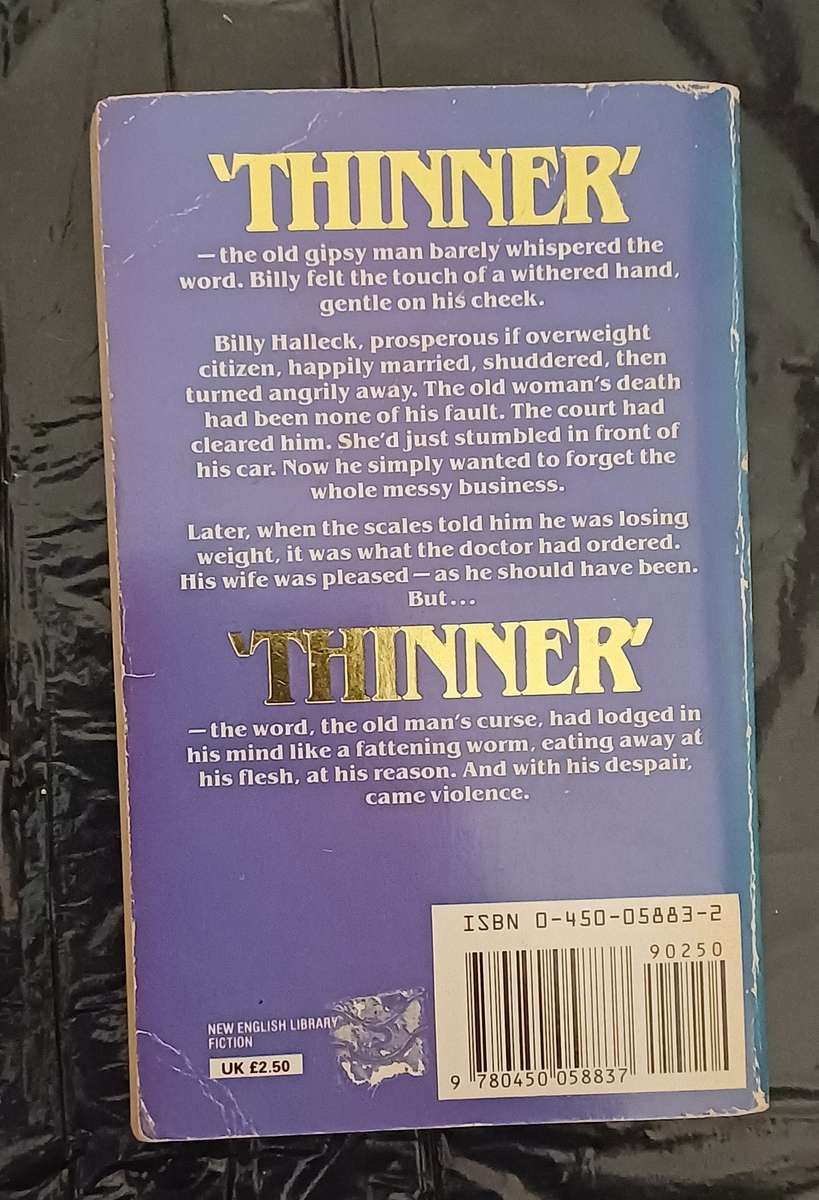 'THINNER'
—the old gipsy man barely whispered the
word. Billy felt the touch of a withered hand,
gentle on his cheek.
Billy Halleck, prosperous if overweight
citizen, happily married, shuddered, then
turned angrily away. The old woman's death
had been none of his fault. The court had
cleared him. She'd just stumbled in front of
his car. Now he simply wanted to forget the
whole messy business.
Later, when the scales told him he was losing
weight, it was what the doctor had ordered.
His wife was pleased—as he should have been.
But...
'THINNER'
—the word, the old man's curse, had lodged in
his mind like a fattening worm, eating away at
his flesh, at his reason. And with his despair,
came violence.
ISBN 0-450-05883-2
90250
9 780450 058837
NEW ENGLISH LIBRARY
FICTION
UK £2.50